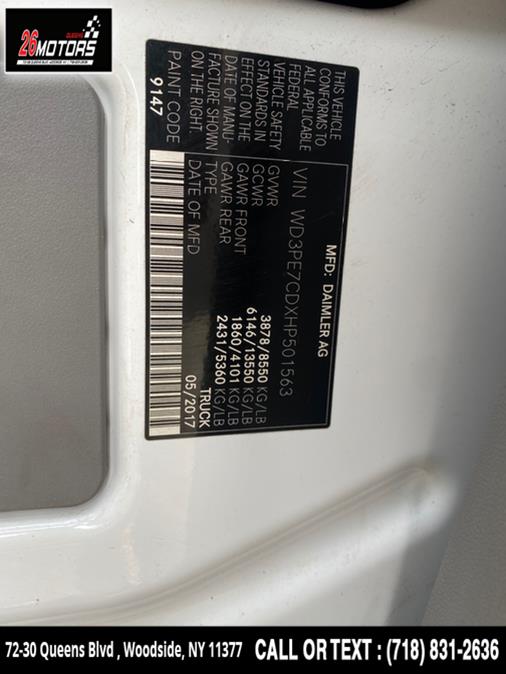 QUEENS
26MOTORS
MFD: DAIMLER AG
VIN WD3PE7CDXHP501563
THIS VEHICLE
CONFORMS TO
ALL APPLICABLE
FEDERAL
VEHICLE SAFETY
STANDARDS IN
EFFECT ON THE
DATE OF MANU-
FACTURE SHOWN
ON THE RIGHT.
PAINT CODE
9147
GVWR 3878/8550 KG/LB
GCWR 6146/13550 KG/LB
GAWR FRONT 1860/4101 KG/LB
GAWR REAR 2431/5360 KG/LB
TYPE TRUCK
DATE OF MFD 05/2017
72-30 Queens Blvd , Woodside, NY 11377 CALL OR TEXT : (718) 831-2636